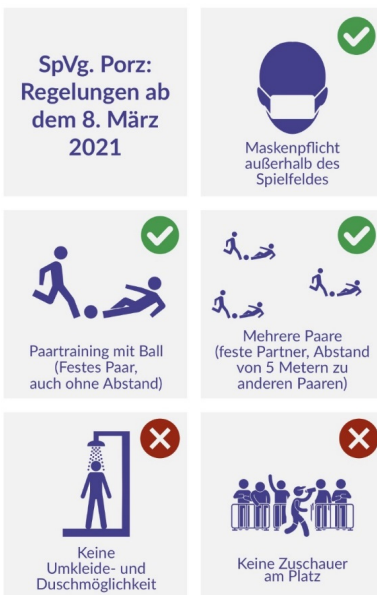 SpVg. Porz:
Regelungen ab
dem 8. März
2021
Maskenpflicht
außerhalb des
Spielfeldes
Paartraining mit Ball
(Festes Paar,
auch ohne Abstand)
Mehrere Paare
(feste Partner, Abstand
von 5 Metern zu
anderen Paaren)
Keine
Umkleide- und
Duschmöglichkeit
Keine Zuschauer
am Platz